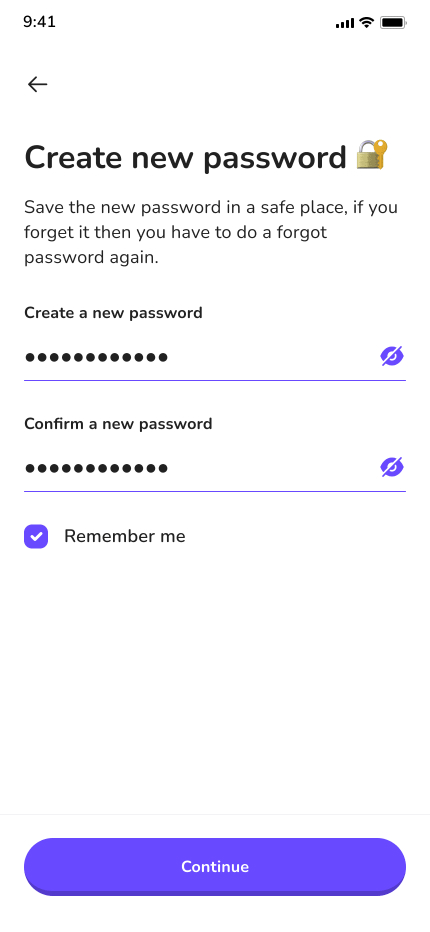 9:41
Create new password 🔐
Save the new password in a safe place, if you
forget it then you have to do a forgot
password again.
Create a new password
●●●●●●●●●●●●
Confirm a new password
●●●●●●●●●●●●
Remember me
Continue